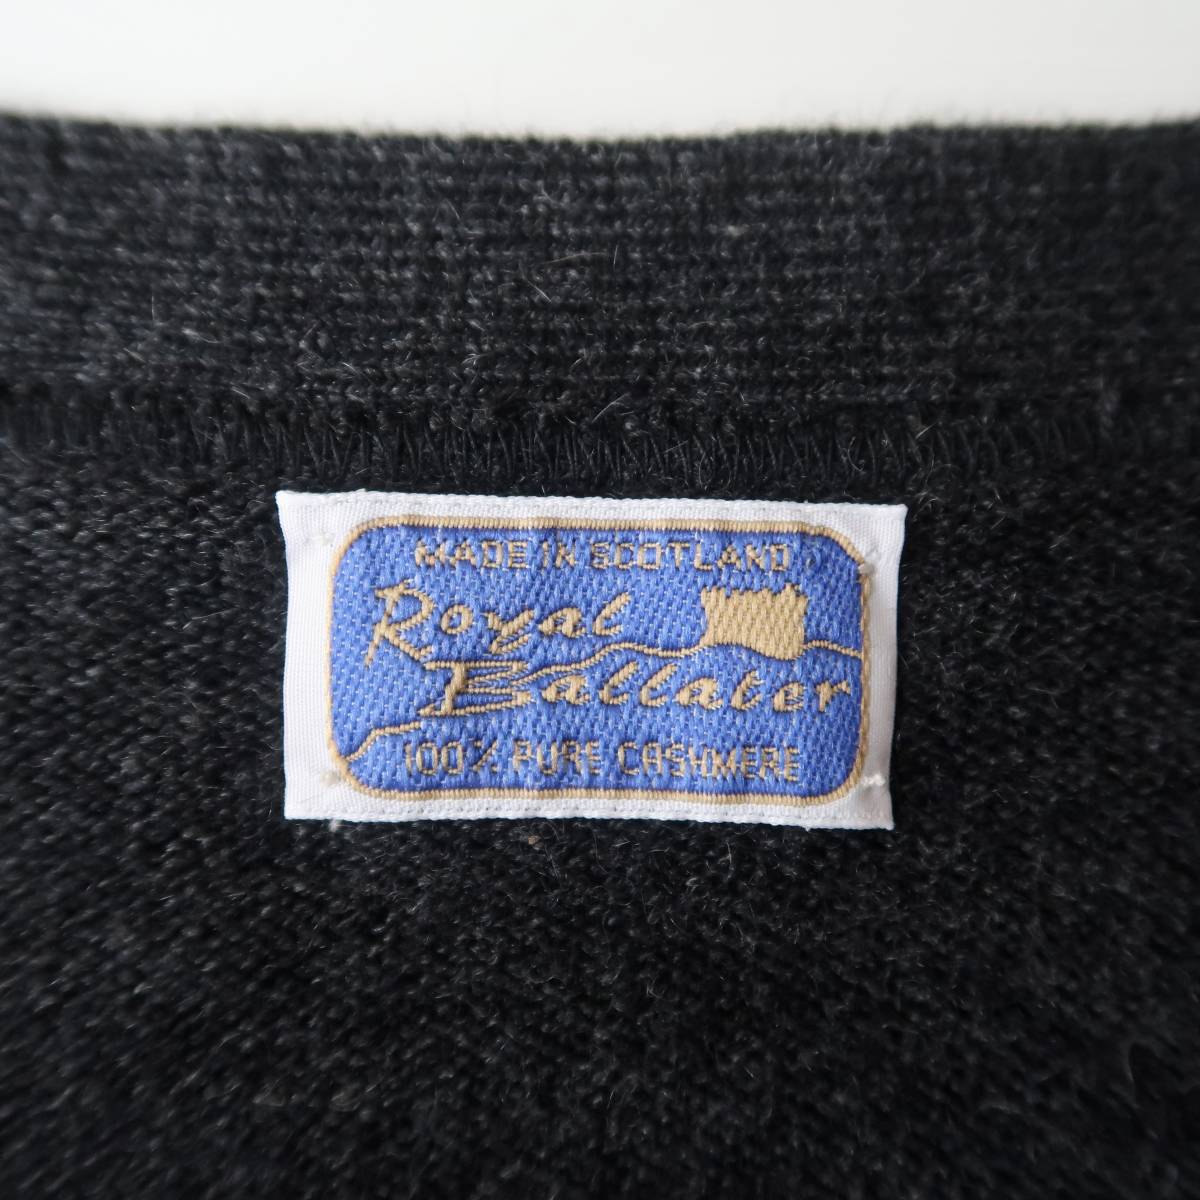 MADE IN SCOTLAND
Royal
Ballater
100% PURE CASHMERE